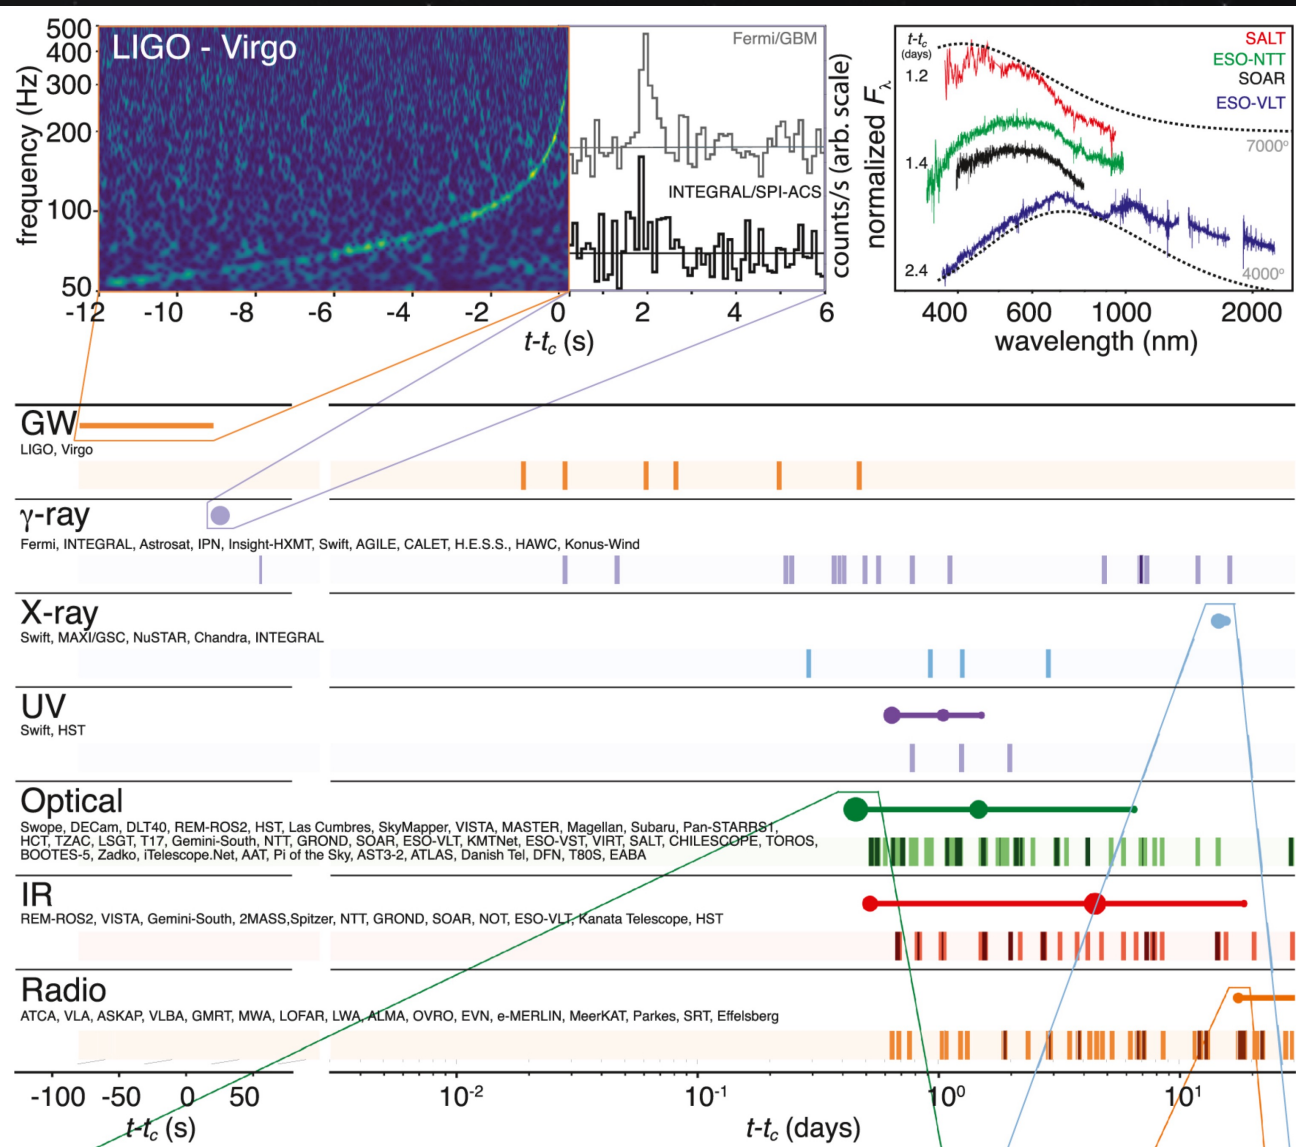 LIGO - Virgo
frequency (Hz)
500
400
300
200
100
50
-12 -10 -8 -6 -4 -2 0 2 4 6
t-tc (s)
Fermi/GBM
INTEGRAL/SPI-ACS
counts/s (arb. scale)
normalized Fλ
t-tc
(days)
1.2
1.4
2.4
SALT
ESO-NTT
SOAR
ESO-VLT
7000°
4000°
400 600 1000 2000
wavelength (nm)
GW
LIGO, Virgo
γ-ray
Fermi, INTEGRAL, Astrosat, IPN, Insight-HXMT, Swift, AGILE, CALET, H.E.S.S., HAWC, Konus-Wind
X-ray
Swift, MAXI/GSC, NuSTAR, Chandra, INTEGRAL
UV
Swift, HST
Optical
Swope, DECam, DLT40, REM-ROS2, HST, Las Cumbres, SkyMapper, VISTA, MASTER, Magellan, Subaru, Pan-STARRS1,
HCT, TZAC, LSGT, T17, Gemini-South, NTT, GROND, SOAR, ESO-VLT, KMTNet, ESO-VST, VIRT, SALT, CHILESCOPE, TOROS,
BOOTES-5, Zadko, iTelescope.Net, AAT, Pi of the Sky, AST3-2, ATLAS, Danish Tel, DFN, T80S, EABA
IR
REM-ROS2, VISTA, Gemini-South, 2MASS,Spitzer, NTT, GROND, SOAR, NOT, ESO-VLT, Kanata Telescope, HST
Radio
ATCA, VLA, ASKAP, VLBA, GMRT, MWA, LOFAR, LWA, ALMA, OVRO, EVN, e-MERLIN, MeerKAT, Parkes, SRT, Effelsberg
-100 -50 0 50 10⁻² 10⁻¹ 10⁰ 10¹
t-tc (s) t-tc (days)